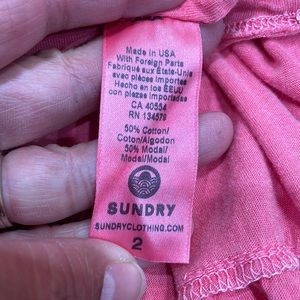 Made in USA
With Foreign Parts
Fabriqué aux États-Unis
avec pièces importées
Hecho en los EEUU
con piezas importadas
CA 40554
RN 134579
50% Cotton/
Coton/Algodon
50% Modal/
Modal/Modal
SUNDRY
SUNDRYCLOTHING.COM
2